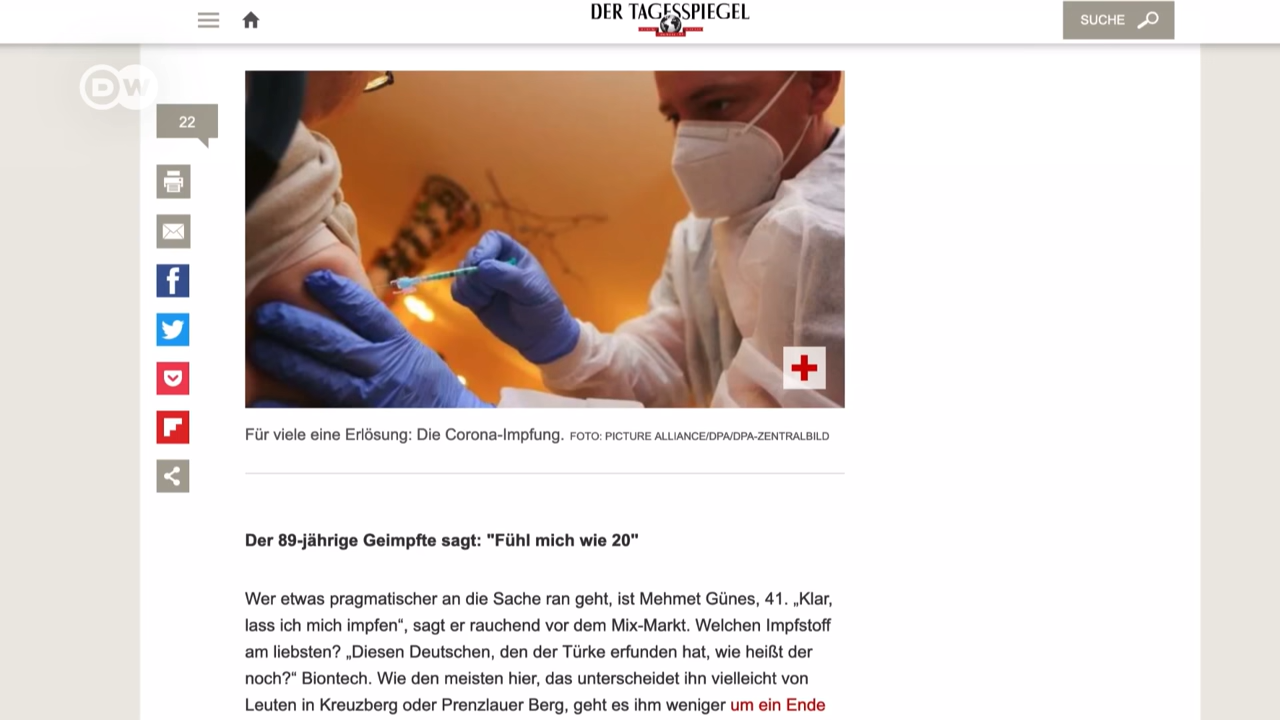 DER TAGESSPIEGEL
SUCHE
DW
22
Für viele eine Erlösung: Die Corona-Impfung. FOTO: PICTURE ALLIANCE/DPA/DPA-ZENTRALBILD
Der 89-jährige Geimpfte sagt: "Fühl mich wie 20"
Wer etwas pragmatischer an die Sache ran geht, ist Mehmet Günes, 41. „Klar,
lass ich mich impfen“, sagt er rauchend vor dem Mix-Markt. Welchen Impfstoff
am liebsten? „Diesen Deutschen, den der Türke erfunden hat, wie heißt der
noch?“ Biontech. Wie den meisten hier, das unterscheidet ihn vielleicht von
Leuten in Kreuzberg oder Prenzlauer Berg, geht es ihm weniger um ein Ende